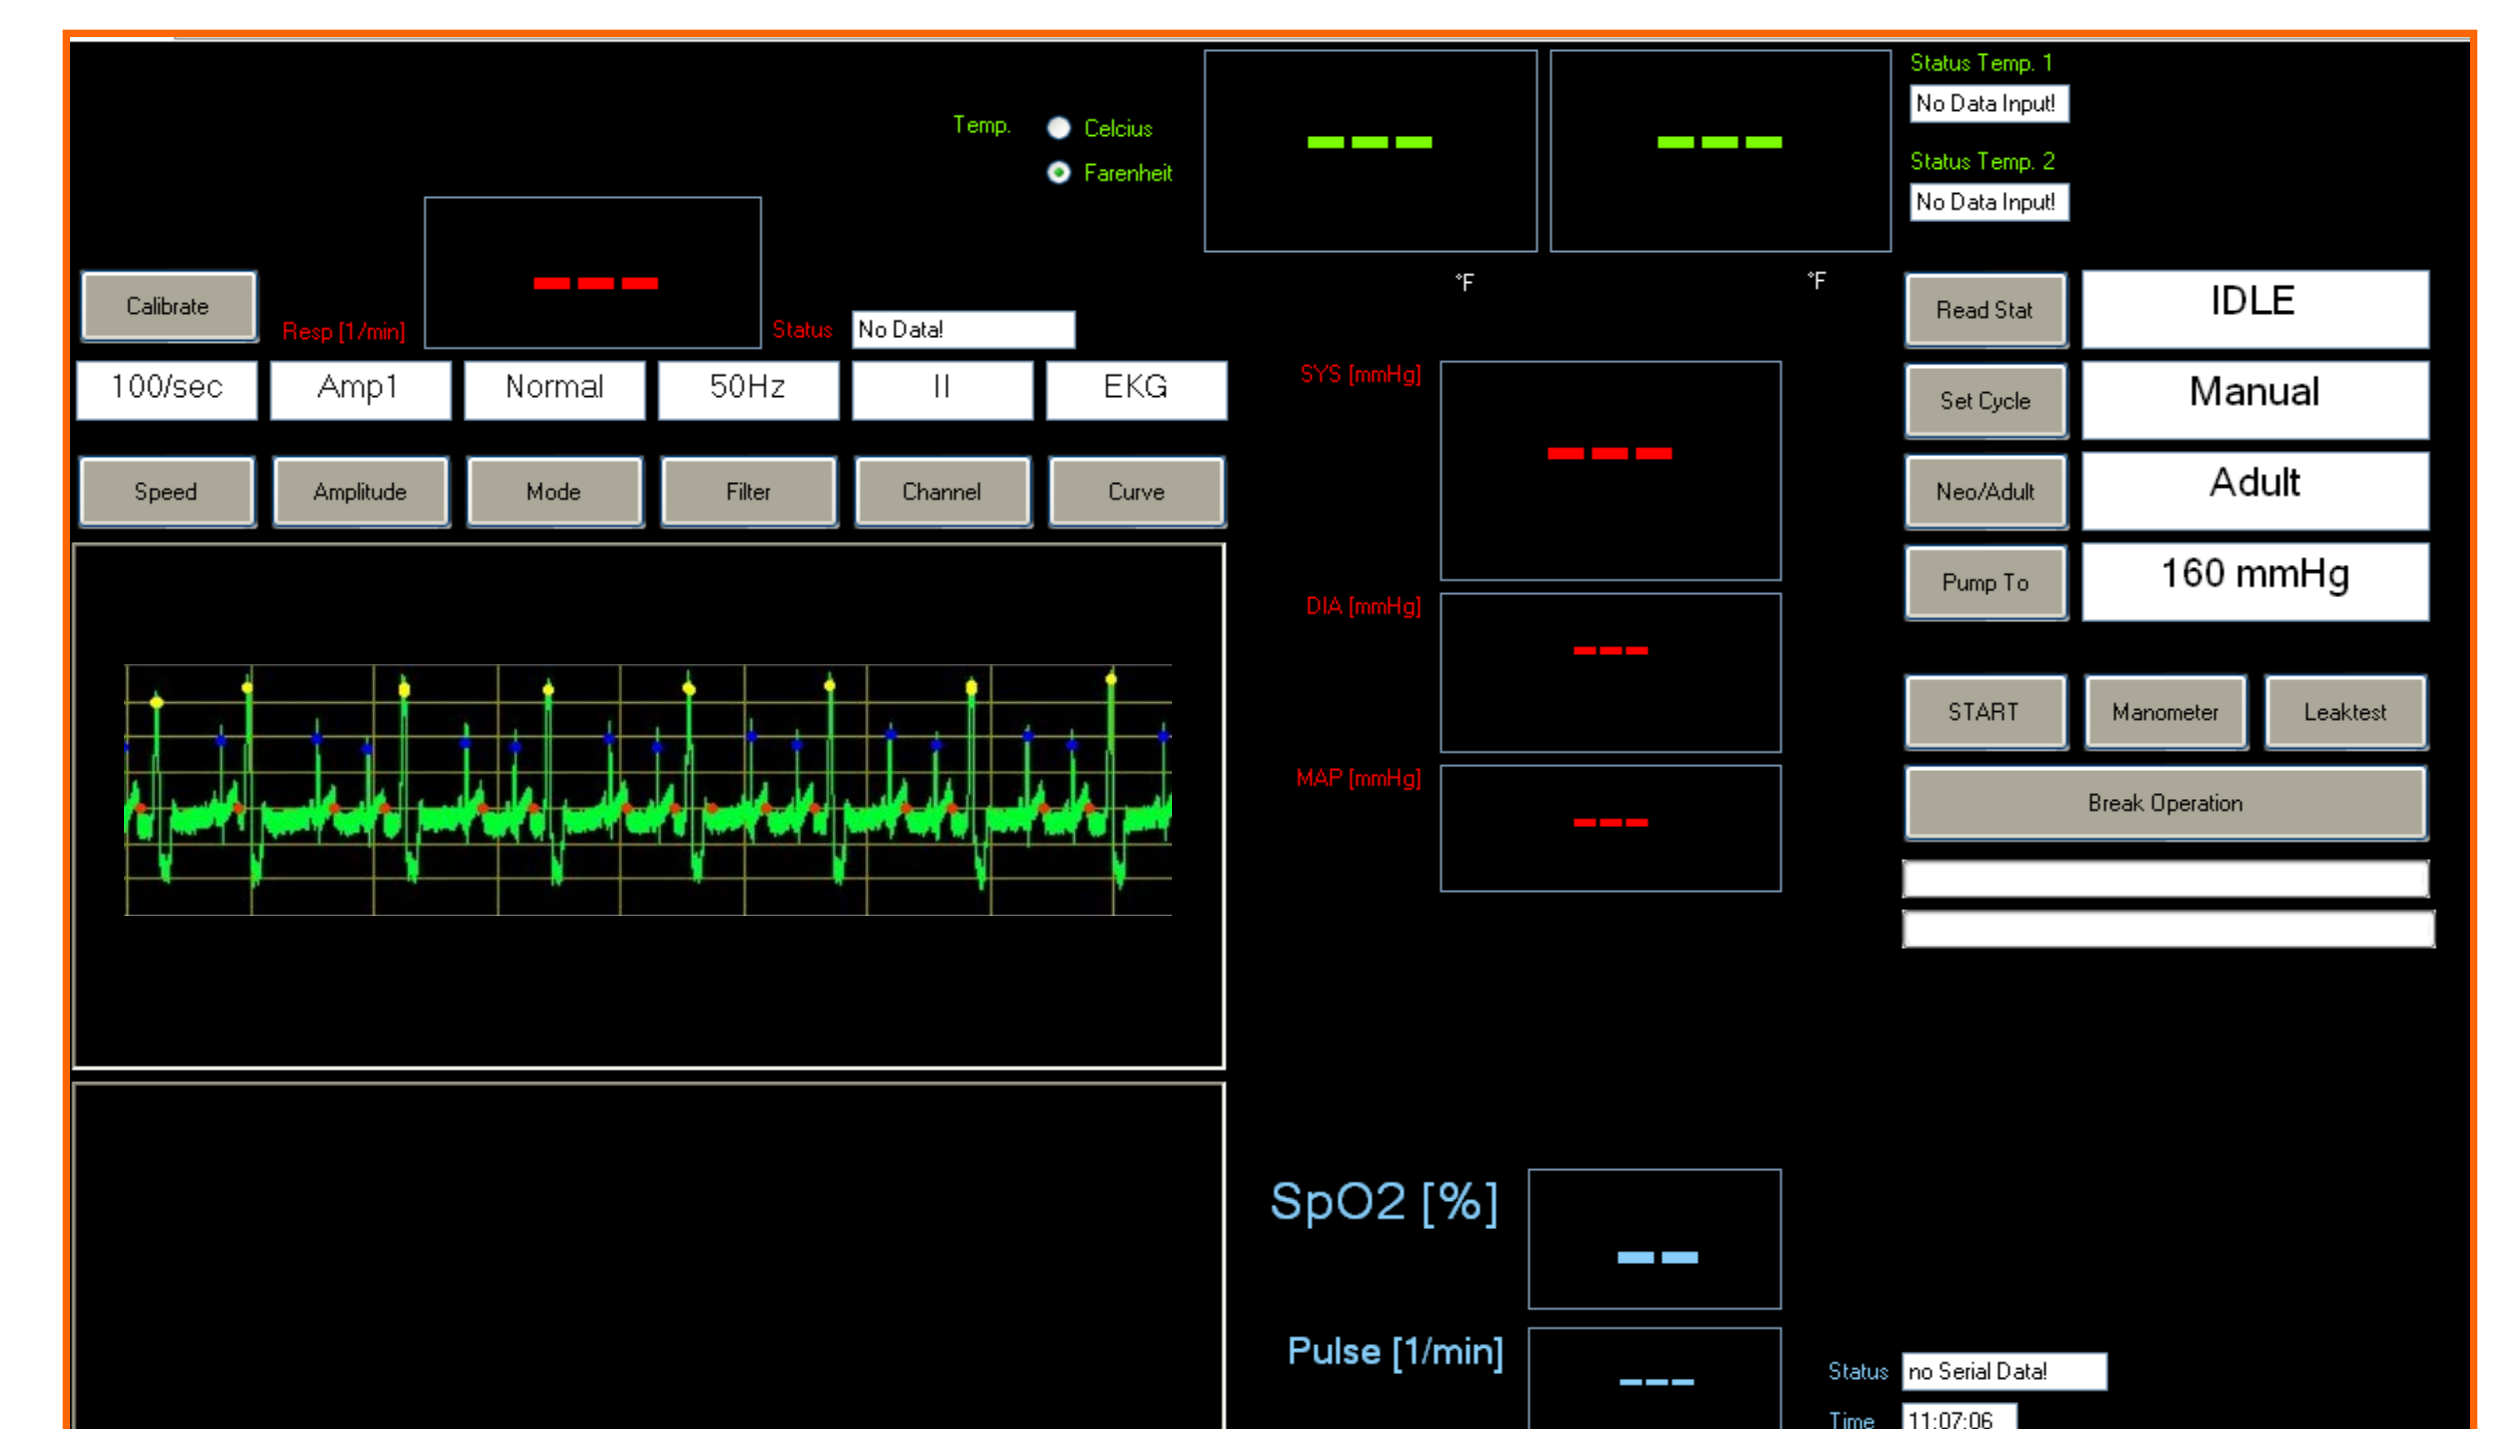 Status Temp. 1
No Data Input!
Temp.
Celcius
Farenheit
--- ---
Status Temp. 2
No Data Input!
°F °F
Calibrate
Resp [1/min]
---
Status
No Data!
Read Stat
IDLE
100/sec
Amp1
Normal
50Hz
II
EKG
SYS [mmHg]
---
Set Cycle
Manual
Speed
Amplitude
Mode
Filter
Channel
Curve
Neo/Adult
Adult
Pump To
160 mmHg
DIA [mmHg]
---
START
Manometer
Leaktest
MAP [mmHg]
---
Break Operation
SpO2 [%]
--
Pulse [1/min]
---
Status
no Serial Data!
Time
11:07:06